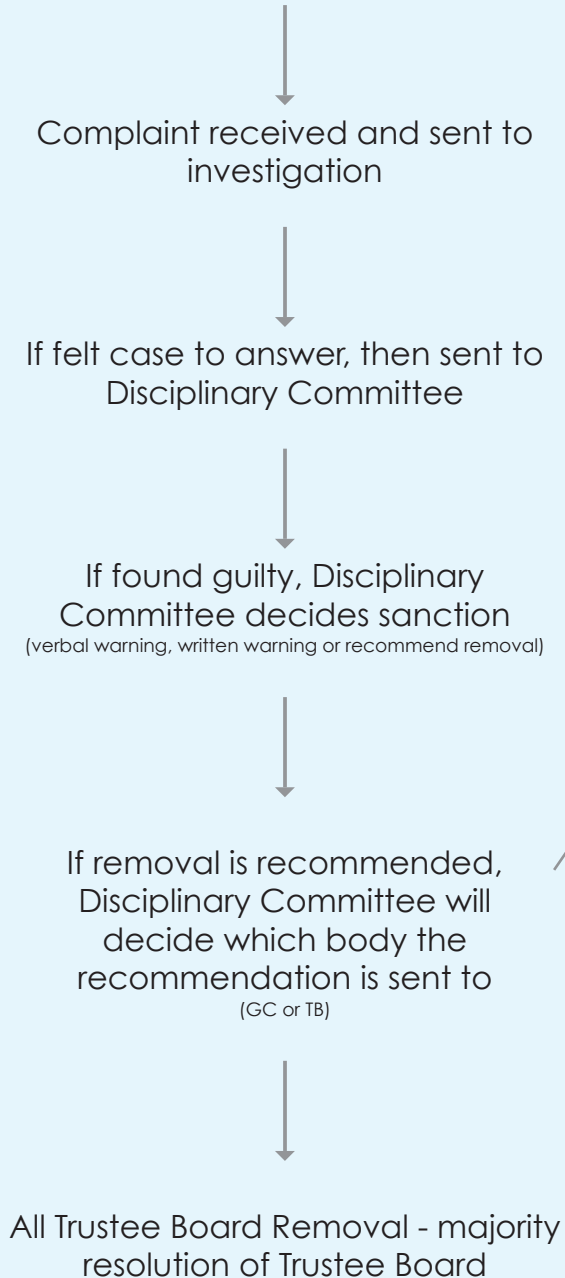 Complaint received and sent to
investigation
If felt case to answer, then sent to
Disciplinary Committee
If found guilty, Disciplinary
Committee decides sanction
(verbal warning, written warning or recommend removal)
If removal is recommended,
Disciplinary Committee will
decide which body the
recommendation is sent to
(GC or TB)
All Trustee Board Removal - majority
resolution of Trustee Board